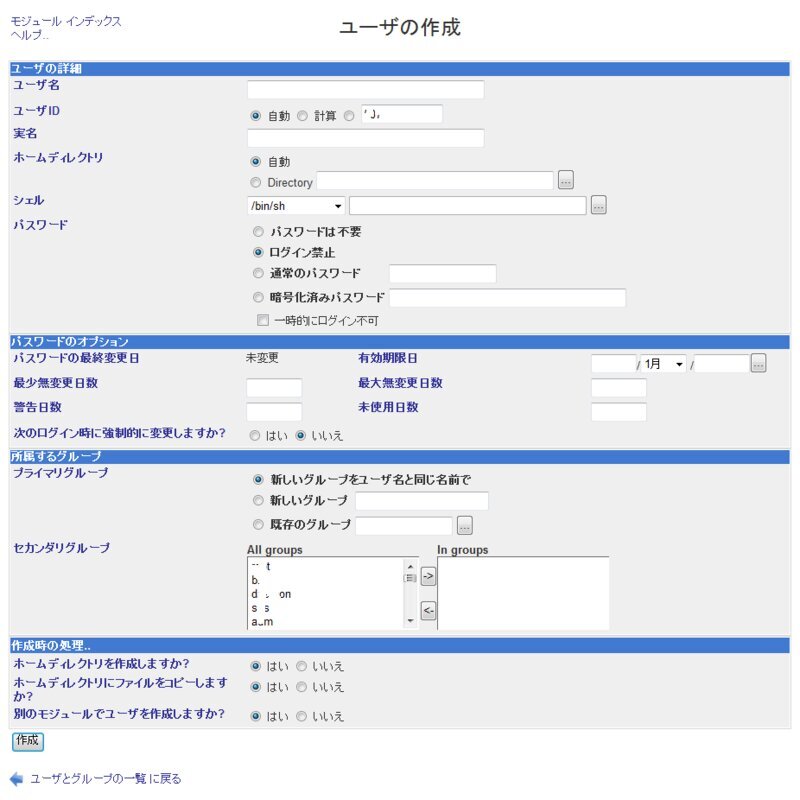 モジュール インデックス
ヘルプ..
ユーザの作成
ユーザの詳細
ユーザ名
ユーザID
自動 計算
実名
ホームディレクトリ
自動
Directory ...
シェル
/bin/sh ...
パスワード
パスワードは不要
ログイン禁止
通常のパスワード
暗号化済みパスワード
一時的にログイン不可
パスワードのオプション
パスワードの最終変更日 未変更 有効期限日 / 1月 / ...
最少無変更日数 最大無変更日数
警告日数 未使用日数
次のログイン時に強制的に変更しますか? はい いいえ
所属するグループ
プライマリグループ
新しいグループをユーザ名と同じ名前で
新しいグループ
既存のグループ ...
セカンダリグループ
All groups In groups
->
<-
作成時の処理..
ホームディレクトリを作成しますか? はい いいえ
ホームディレクトリにファイルをコピーします
か? はい いいえ
別のモジュールでユーザを作成しますか? はい いいえ
作成
ユーザとグループの一覧 に戻る